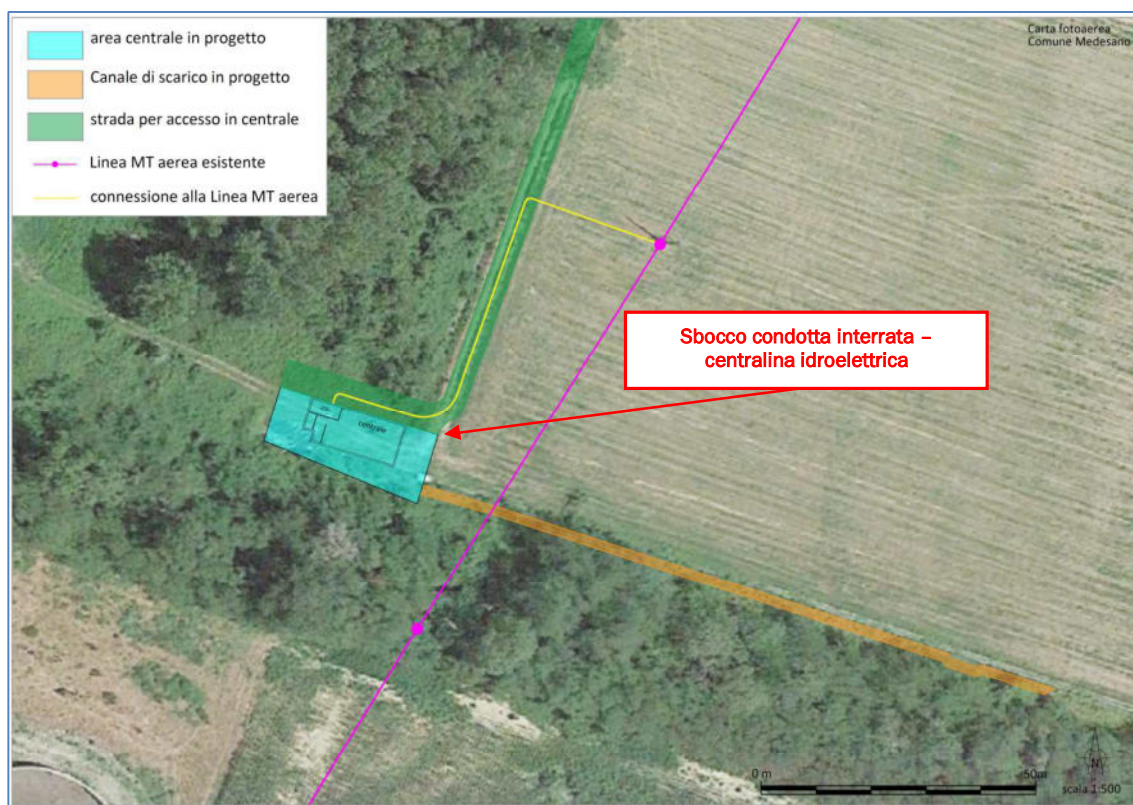 area centrale in progetto
Canale di scarico in progetto
strada per accesso in centrale
Linea MT aerea esistente
connessione alla Linea MT aerea
Carta fotoaerea
Comune Medesano
Sbocco condotta interrata –
centralina idroelettrica
centrale
N
0 m
50m
scala 1:500